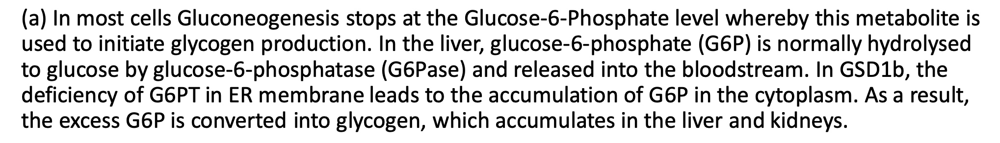 (a) In most cells Gluconeogenesis stops at the Glucose-6-Phosphate level whereby this metabolite is
used to initiate glycogen production. In the liver, glucose-6-phosphate (G6P) is normally hydrolysed
to glucose by glucose-6-phosphatase (G6Pase) and released into the bloodstream. In GSD1b, the
deficiency of G6PT in ER membrane leads to the accumulation of G6P in the cytoplasm. As a result,
the excess G6P is converted into glycogen, which accumulates in the liver and kidneys.